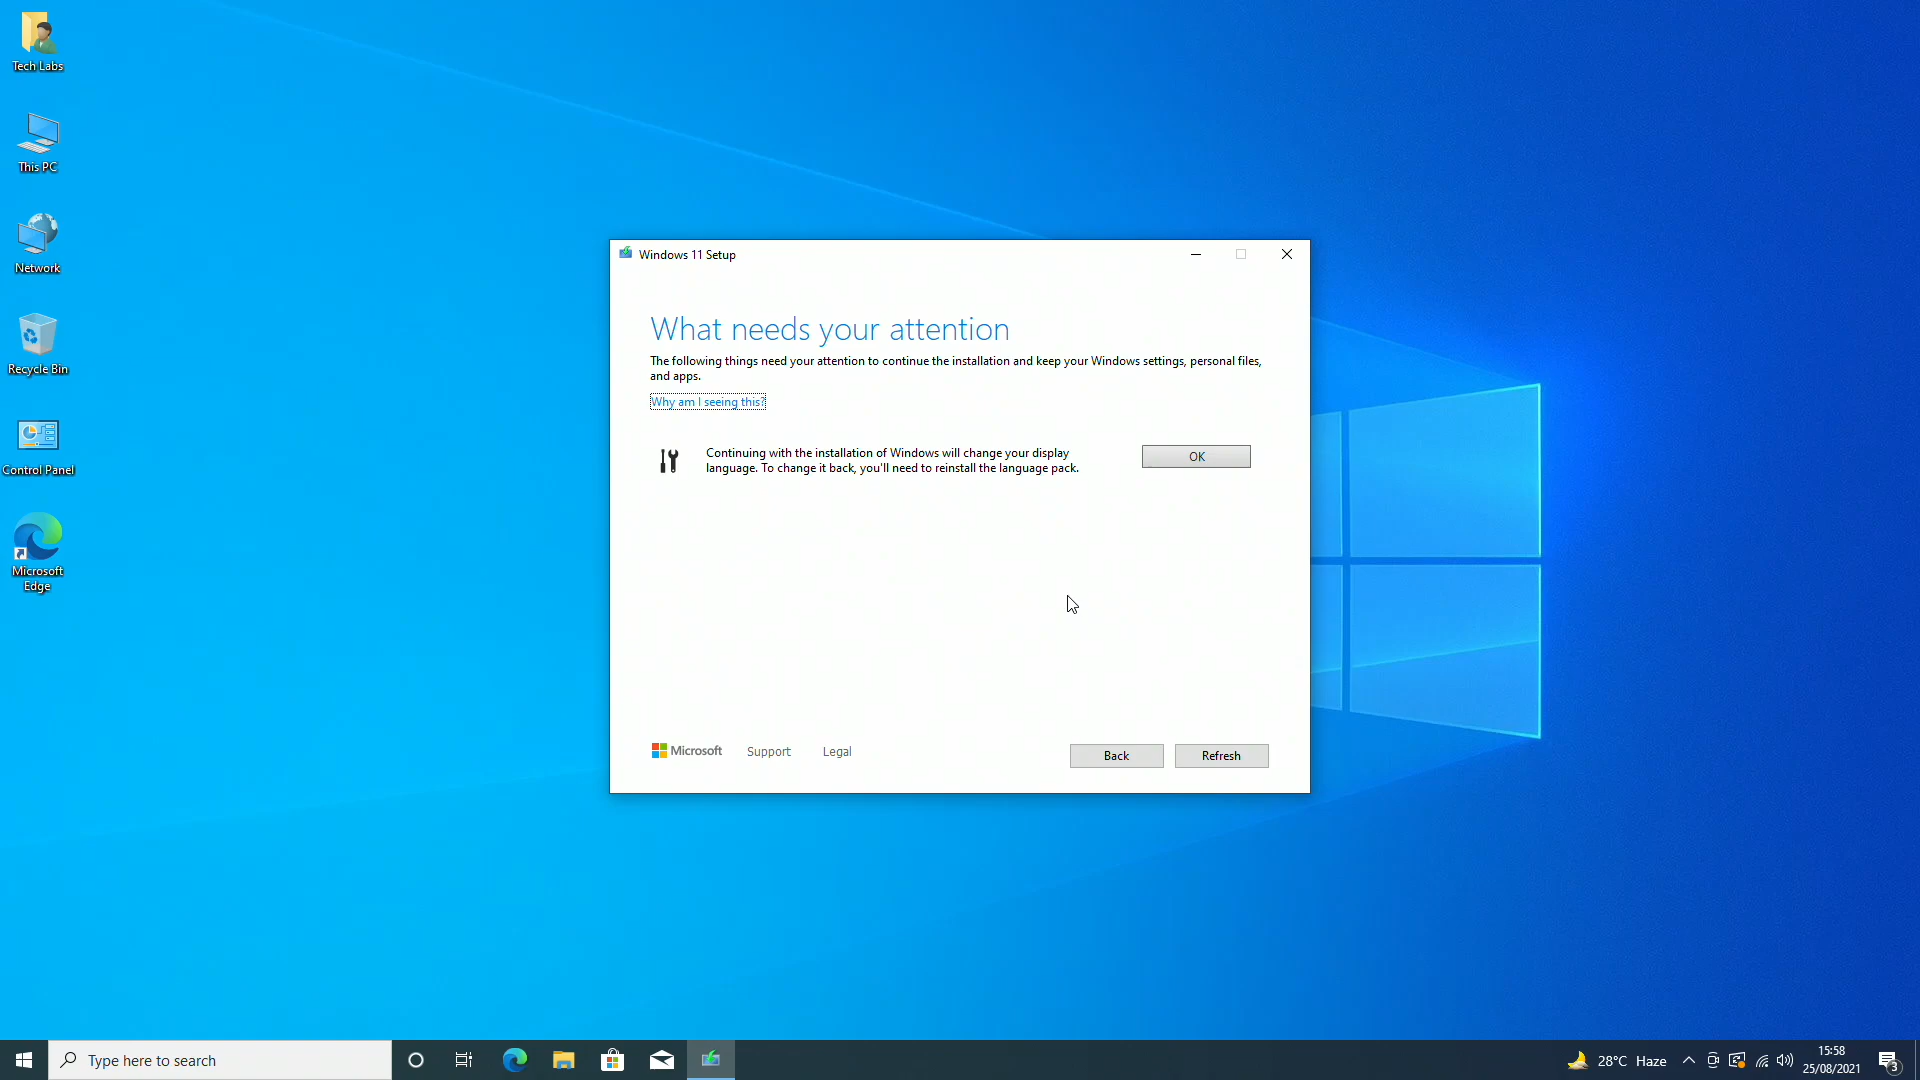 Tech Labs
This PC
Network
Recycle Bin
Control Panel
Microsoft
Edge
Windows 11 Setup
What needs your attention
The following things need your attention to continue the installation and keep your Windows settings, personal files,
and apps.
Why am I seeing this?
Continuing with the installation of Windows will change your display
language. To change it back, you'll need to reinstall the language pack.
OK
Microsoft
Support
Legal
Back
Refresh
Type here to search
28°C Haze
15:58
25/08/2021
3